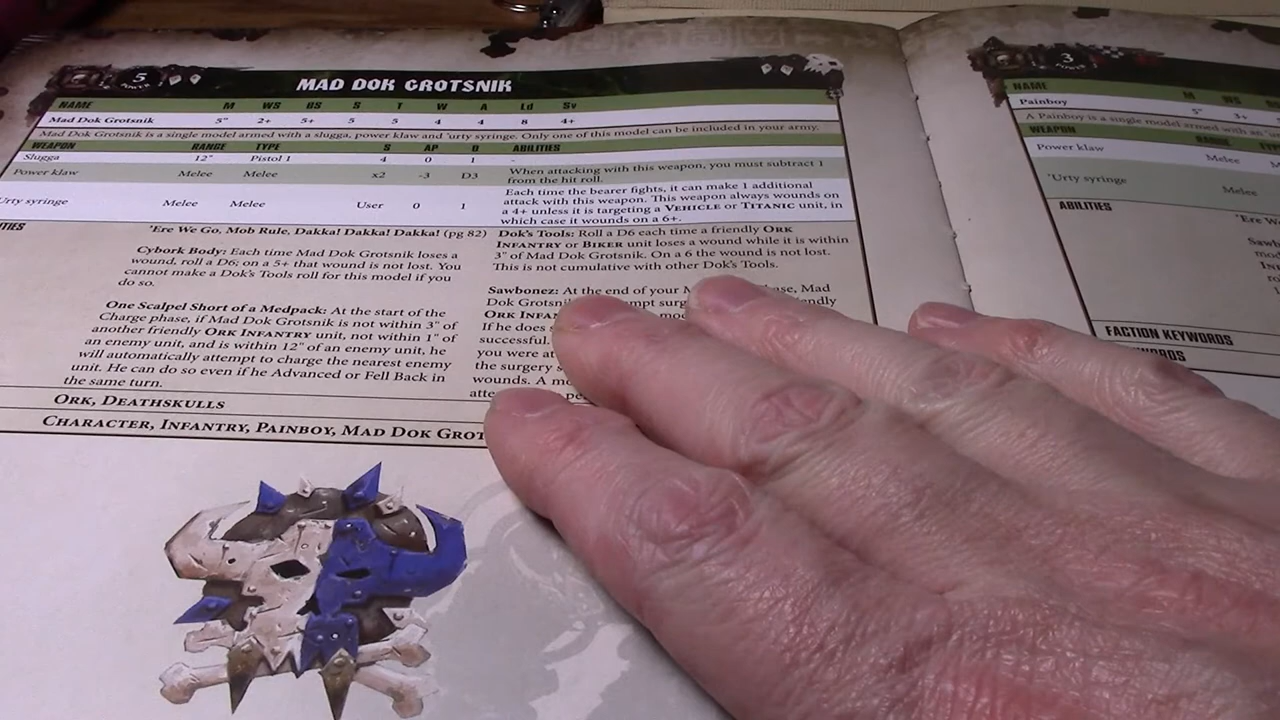 5
POWER
MAD DOK GROTSNIK
NAME M WS BS S T W A Ld Sv
Mad Dok Grotsnik 5" 2+ 5+ 5 5 4 4 8 4+
Mad Dok Grotsnik is a single model armed with a slugga, power klaw and 'urty syringe. Only one of this model can be included in your army.
WEAPON RANGE TYPE S AP D ABILITIES
Slugga 12" Pistol 1 4 0 1 -
Power klaw Melee Melee x2 -3 D3 When attacking with this weapon, you must subtract 1
from the hit roll.
'Urty syringe Melee Melee User 0 1 Each time the bearer fights, it can make 1 additional
attack with this weapon. This weapon always wounds on
a 4+ unless it is targeting a VEHICLE or TITANIC unit, in
which case it wounds on a 6+.
'Ere We Go, Mob Rule, Dakka! Dakka! Dakka! (pg 82)
Cybork Body: Each time Mad Dok Grotsnik loses a
wound, roll a D6; on a 5+ that wound is not lost. You
cannot make a Dok's Tools roll for this model if you
do so.
One Scalpel Short of a Medpack: At the start of the
Charge phase, if Mad Dok Grotsnik is not within 3" of
another friendly ORK INFANTRY unit, not within 1" of
an enemy unit, and is within 12" of an enemy unit, he
will automatically attempt to charge the nearest enemy
unit. He can do so even if he Advanced or Fell Back in
the same turn.
Dok's Tools: Roll a D6 each time a friendly ORK
INFANTRY or BIKER unit loses a wound while it is within
3" of Mad Dok Grotsnik. On a 6 the wound is not lost.
This is not cumulative with other Dok's Tools.
Sawbonez: At the end of your Mad
Dok Grotsnik
ORK
If he does
successful.
you were at
the surgery
wounds. A
ORK, DEATHSKULLS
CHARACTER, INFANTRY, PAINBOY, MAD DOK GROT
3
POWER
NAME M WS
Painboy 5" 3+
A Painboy is a single model armed with
WEAPON RANGE
Power klaw Melee
'Urty syringe Melee
ABILITIES
'Ere
FACTION KEYWORDS